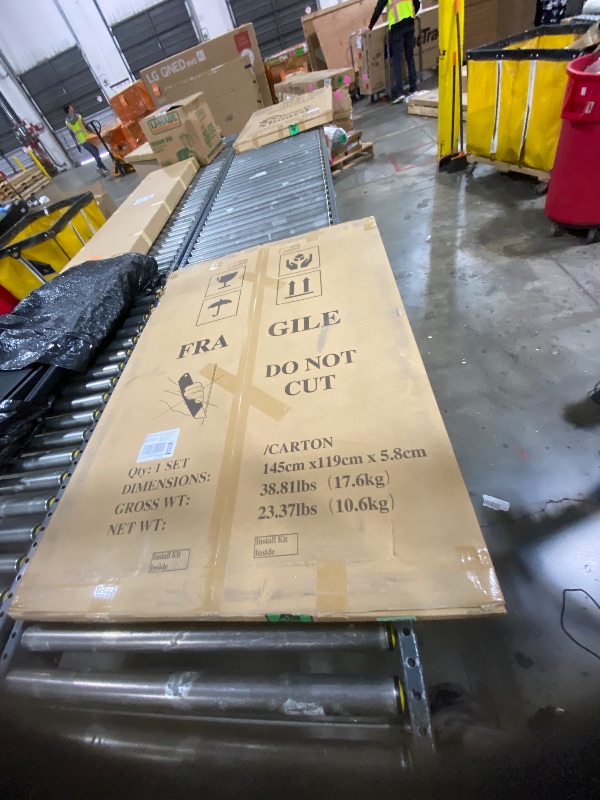 LG QNED
FRA GILE
DO NOT
CUT
Qty: 1 SET /CARTON
DIMENSIONS: 145cm x119cm x 5.8cm
GROSS WT: 38.81lbs (17.6kg)
NET WT: 23.37lbs (10.6kg)
Install Kit Inside
Install Kit Inside